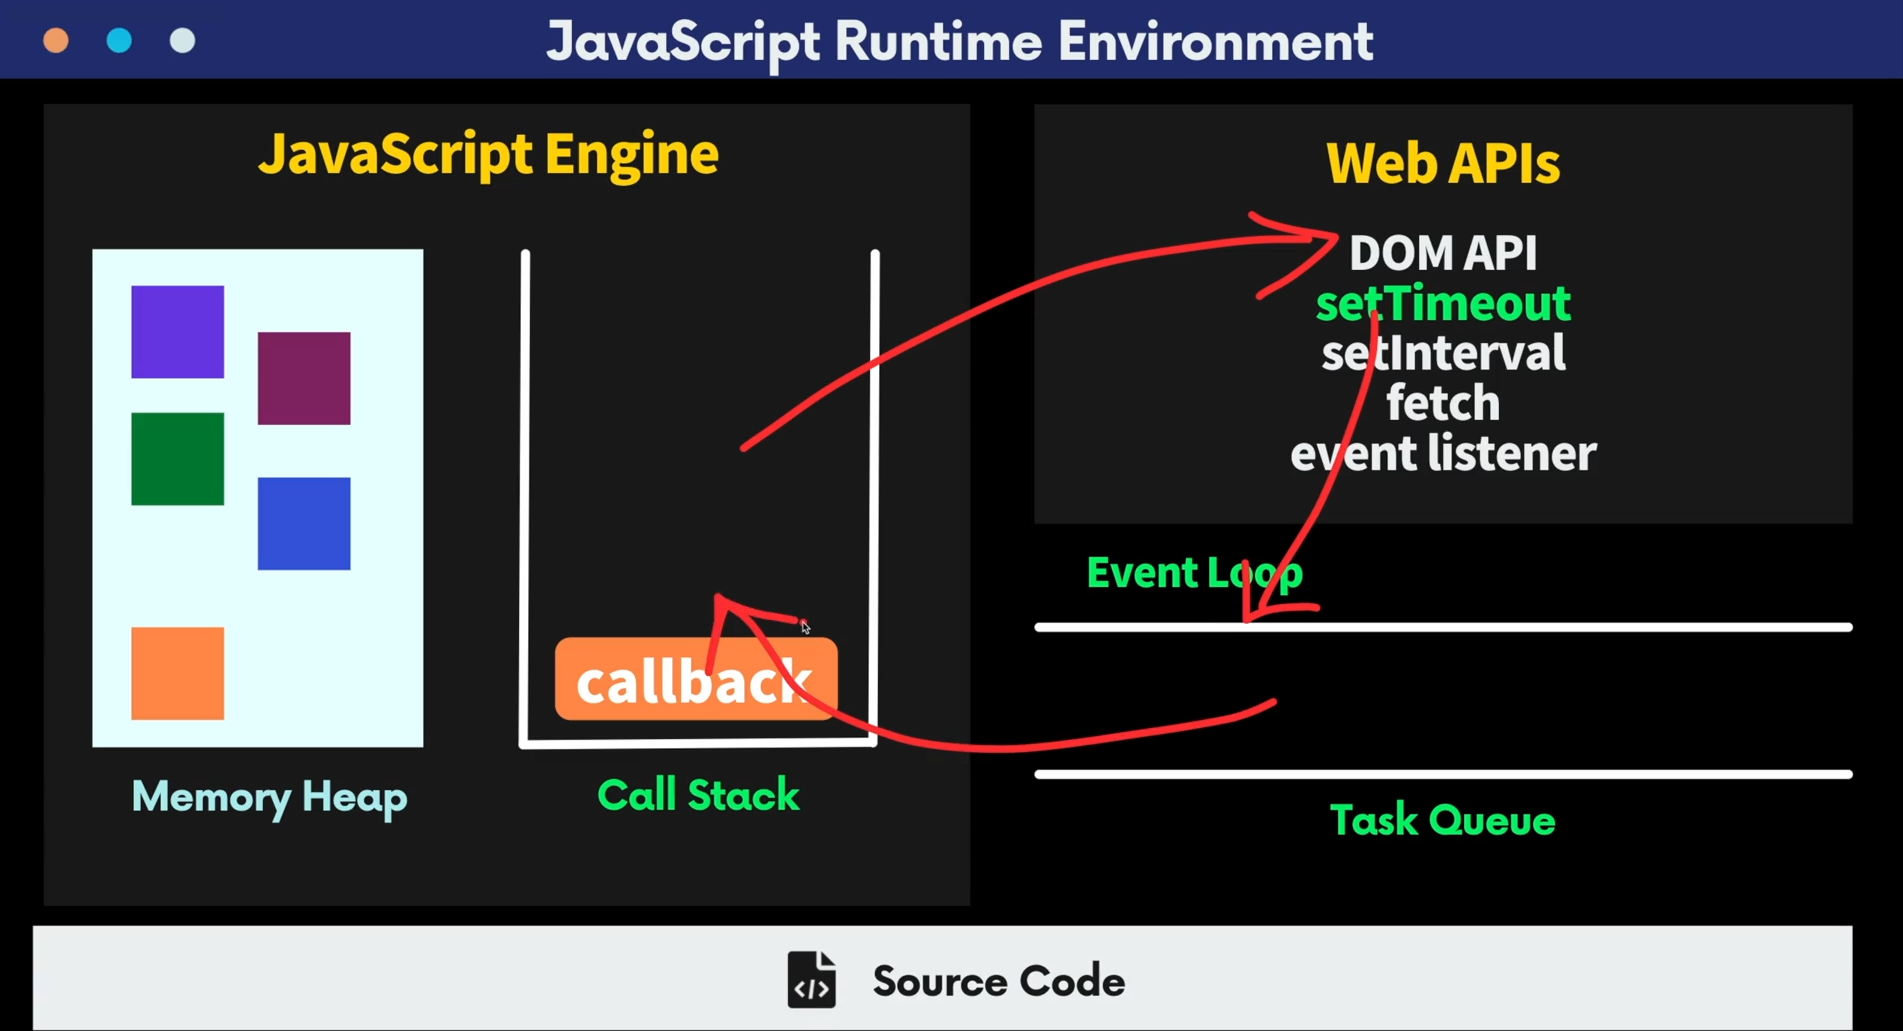 JavaScript Runtime Environment
JavaScript Engine
callback
Memory Heap
Call Stack
Web APIs
DOM API
setTimeout
setInterval
fetch
event listener
Event Loop
Task Queue
</> Source Code